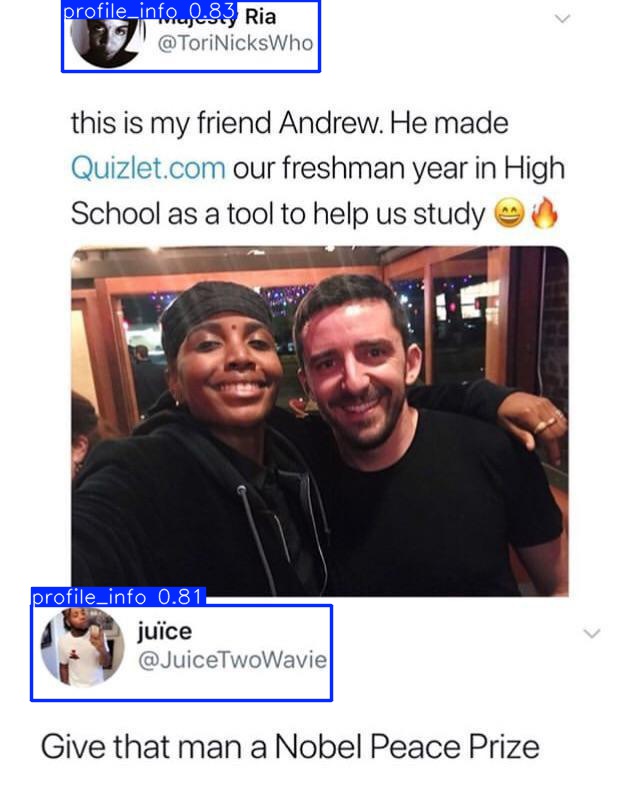 profile_info 0.83
Ria
@ToriNicksWho
this is my friend Andrew. He made
Quizlet.com our freshman year in High
School as a tool to help us study 😄🔥
profile_info 0.81
juïce
@JuiceTwoWavie
Give that man a Nobel Peace Prize